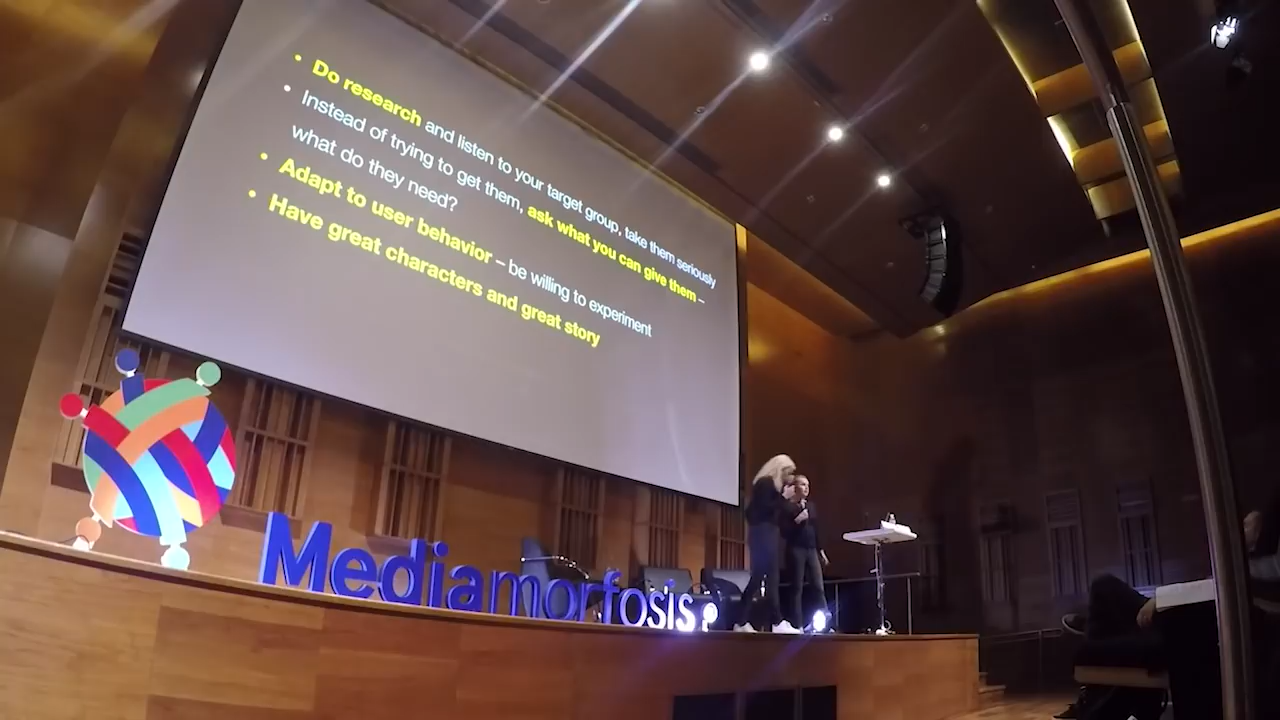 • Do research and listen to your target group, take them seriously
• Instead of trying to get them, ask what you can give them –
what do they need?
• Adapt to user behavior – be willing to experiment
• Have great characters and great story
Mediamorfosis